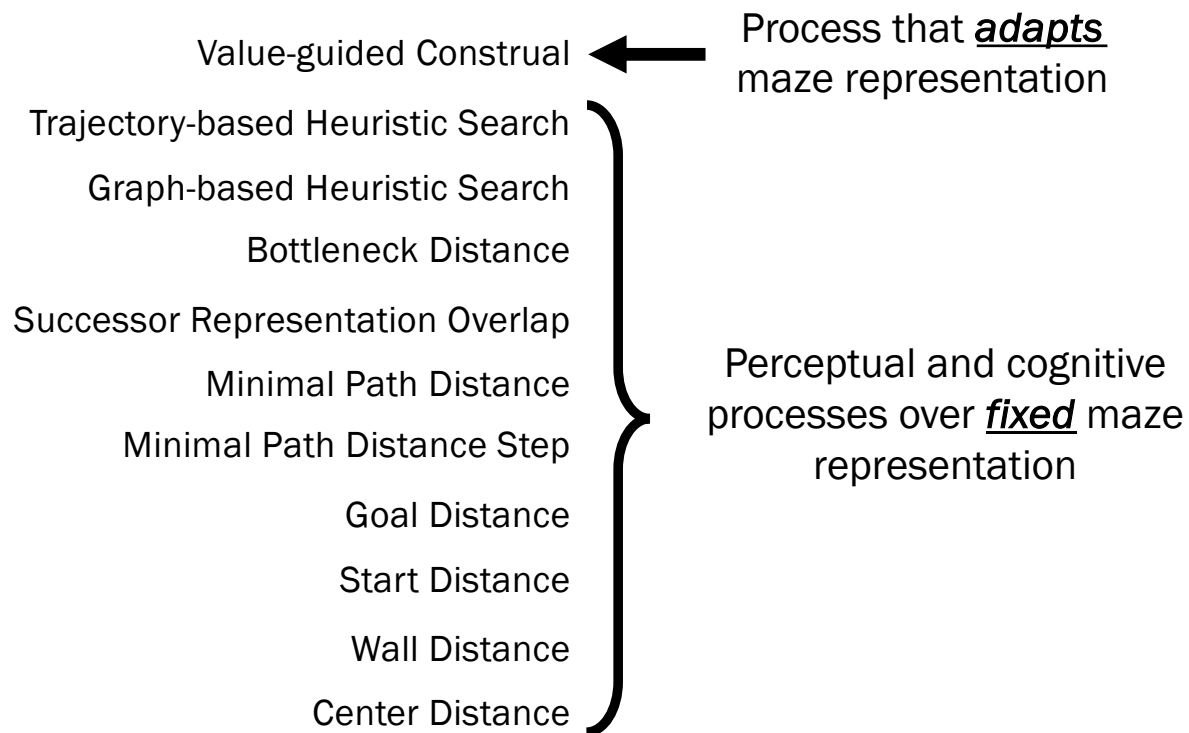 Value-guided Construal
Process that adapts
maze representation
Trajectory-based Heuristic Search
Graph-based Heuristic Search
Bottleneck Distance
Successor Representation Overlap
Minimal Path Distance
Minimal Path Distance Step
Goal Distance
Start Distance
Wall Distance
Center Distance
Perceptual and cognitive
processes over fixed maze
representation